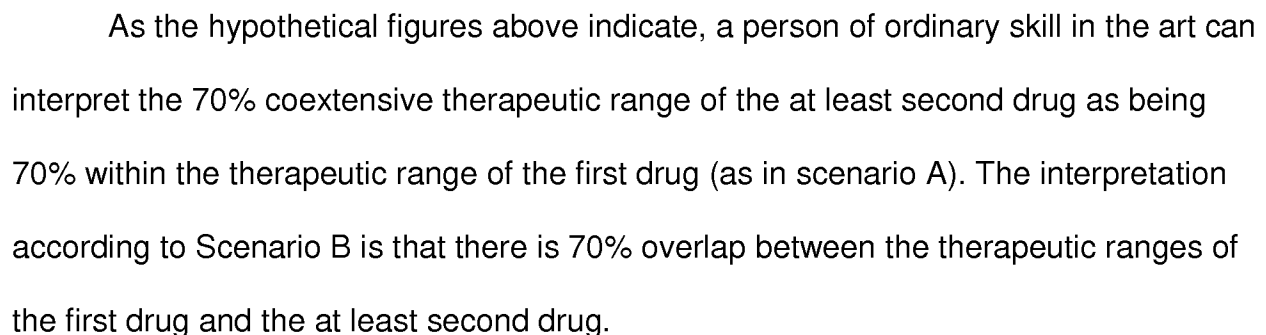 As the hypothetical figures above indicate, a person of ordinary skill in the art can
interpret the 70% coextensive therapeutic range of the at least second drug as being
70% within the therapeutic range of the first drug (as in scenario A). The interpretation
according to Scenario B is that there is 70% overlap between the therapeutic ranges of
the first drug and the at least second drug.